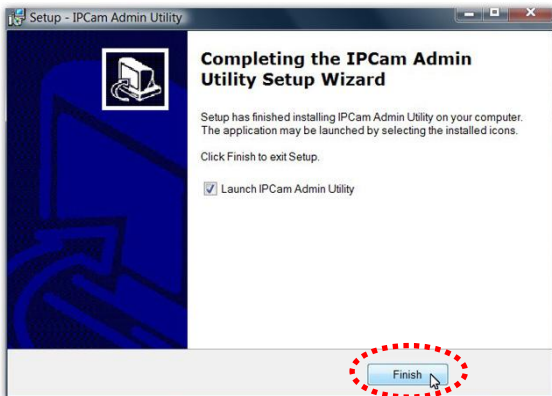 Setup - IPCam Admin Utility
Completing the IPCam Admin
Utility Setup Wizard
Setup has finished installing IPCam Admin Utility on your computer.
The application may be launched by selecting the installed icons.
Click Finish to exit Setup.
Launch IPCam Admin Utility
Finish